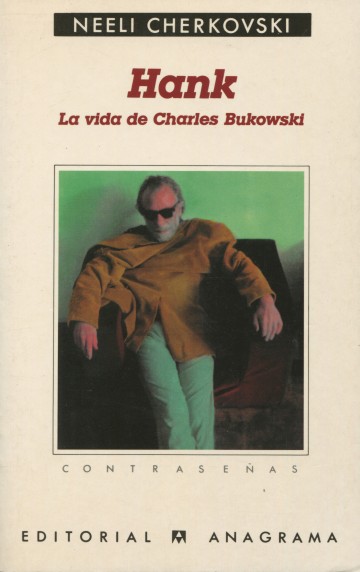 NEELI CHERKOVSKI
Hank
La vida de Charles Bukowski
CONTRASEÑAS
EDITORIAL ANAGRAMA